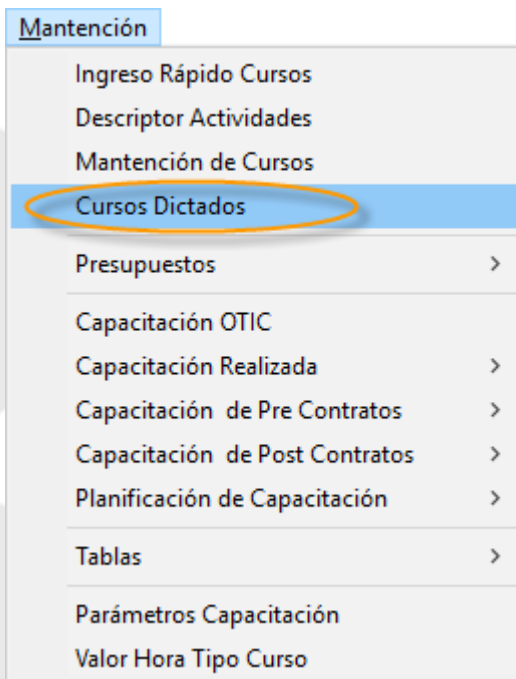 Mantención
Ingreso Rápido Cursos
Descriptor Actividades
Mantención de Cursos
Cursos Dictados
Presupuestos
Capacitación OTIC
Capacitación Realizada
Capacitación  de Pre Contratos
Capacitación  de Post Contratos
Planificación de Capacitación
Tablas
Parámetros Capacitación
Valor Hora Tipo Curso